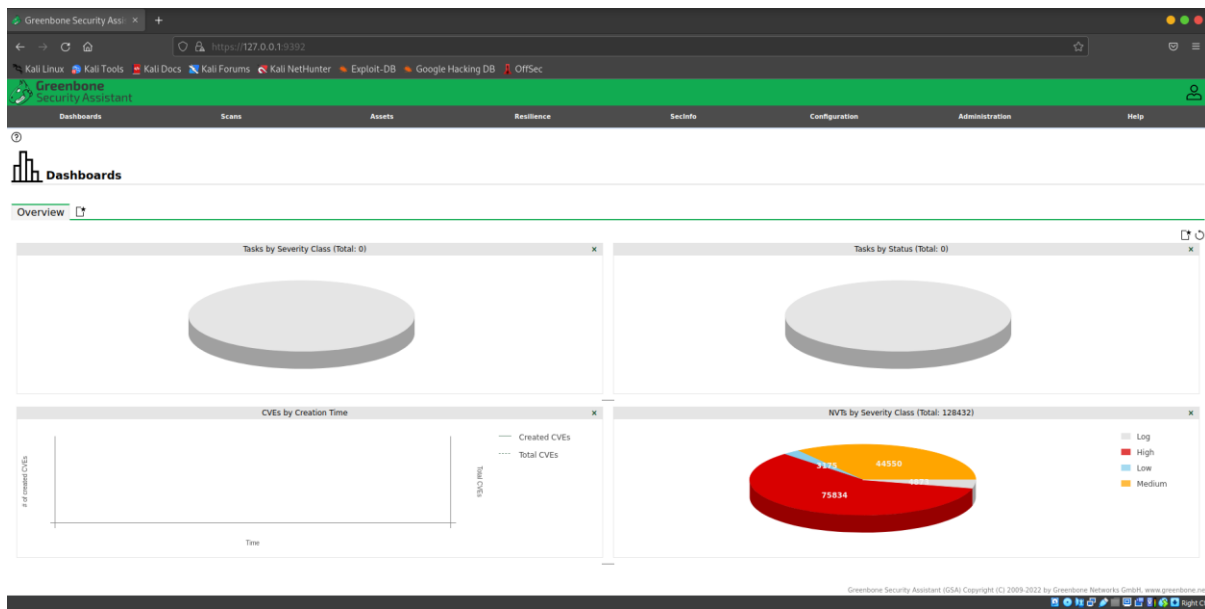 Greenbone Security Assi
https://127.0.0.1:9392
Kali Linux Kali Tools Kali Docs Kali Forums Kali NetHunter Exploit-DB Google Hacking DB OffSec
Greenbone
Security Assistant
Dashboards Scans Assets Resilience SecInfo Configuration Administration Help
Dashboards
Overview
Tasks by Severity Class (Total: 0)
Tasks by Status (Total: 0)
CVEs by Creation Time
# of created CVEs
Time
Total CVEs
Created CVEs
Total CVEs
NVTs by Severity Class (Total: 128432)
3175
44550
75834
Log
High
Low
Medium
Greenbone Security Assistant (GSA) Copyright (C) 2009-2022 by Greenbone Networks GmbH, www.greenbone.ne
Right C